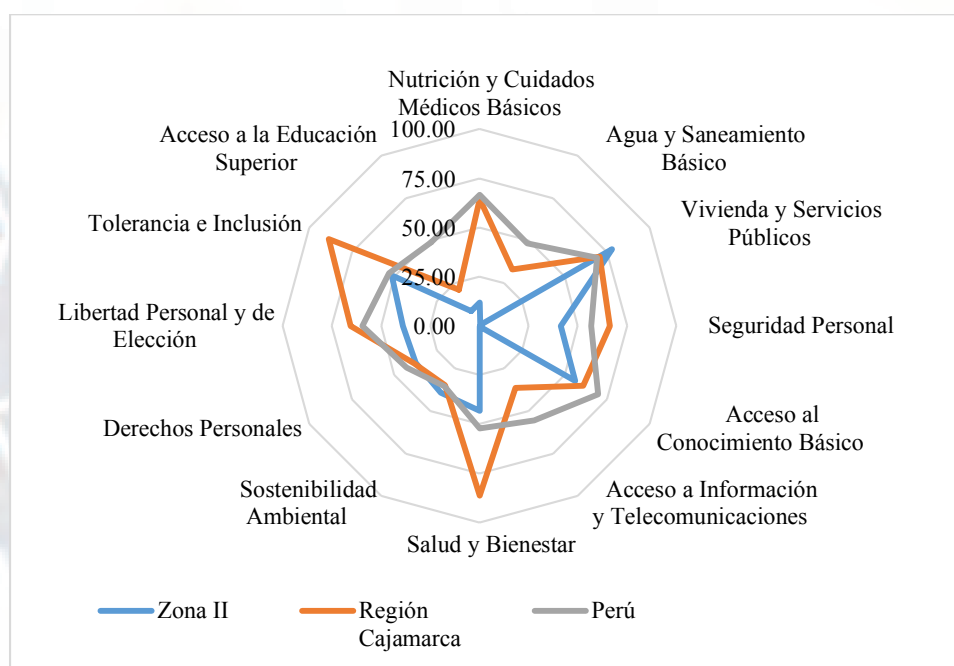 Nutrición y Cuidados
Médicos Básicos
Agua y Saneamiento
Básico
Vivienda y Servicios
Públicos
Seguridad Personal
Acceso al
Conocimiento Básico
Acceso a Información
y Telecomunicaciones
Salud y Bienestar
Sostenibilidad
Ambiental
Derechos Personales
Libertad Personal y de
Elección
Tolerancia e Inclusión
Acceso a la Educación
Superior
100.00
75.00
50.00
25.00
0.00
Zona II
Región
Cajamarca
Perú